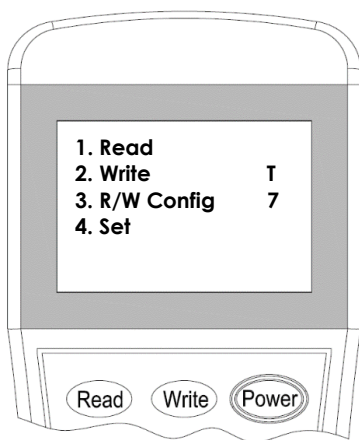 1. Read
2. Write T
3. R/W Config 7
4. Set
Read Write Power